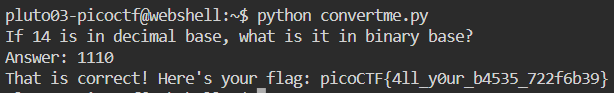 pluto03-picoctf@webshell:~$ python convertme.py
If 14 is in decimal base, what is it in binary base?
Answer: 1110
That is correct! Here's your flag: picoCTF{4ll_y0ur_b4535_722f6b39}